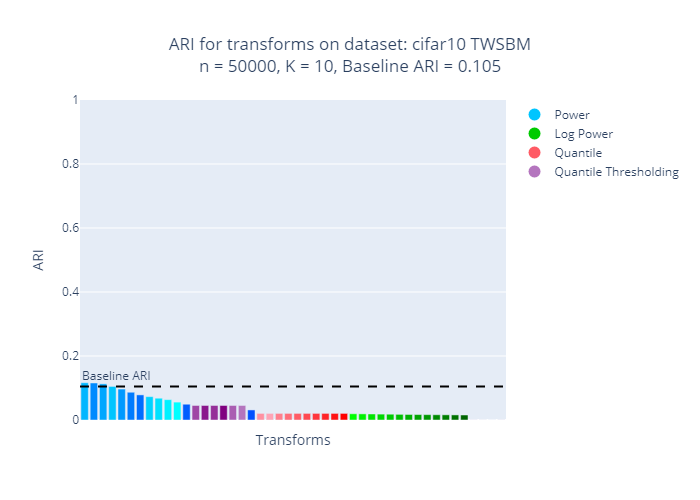 ARI for transforms on dataset: cifar10 TWSBM
n = 50000, K = 10, Baseline ARI = 0.105
1
0.8
0.6
0.4
0.2
0
ARI
Baseline ARI
Transforms
Power
Log Power
Quantile
Quantile Thresholding